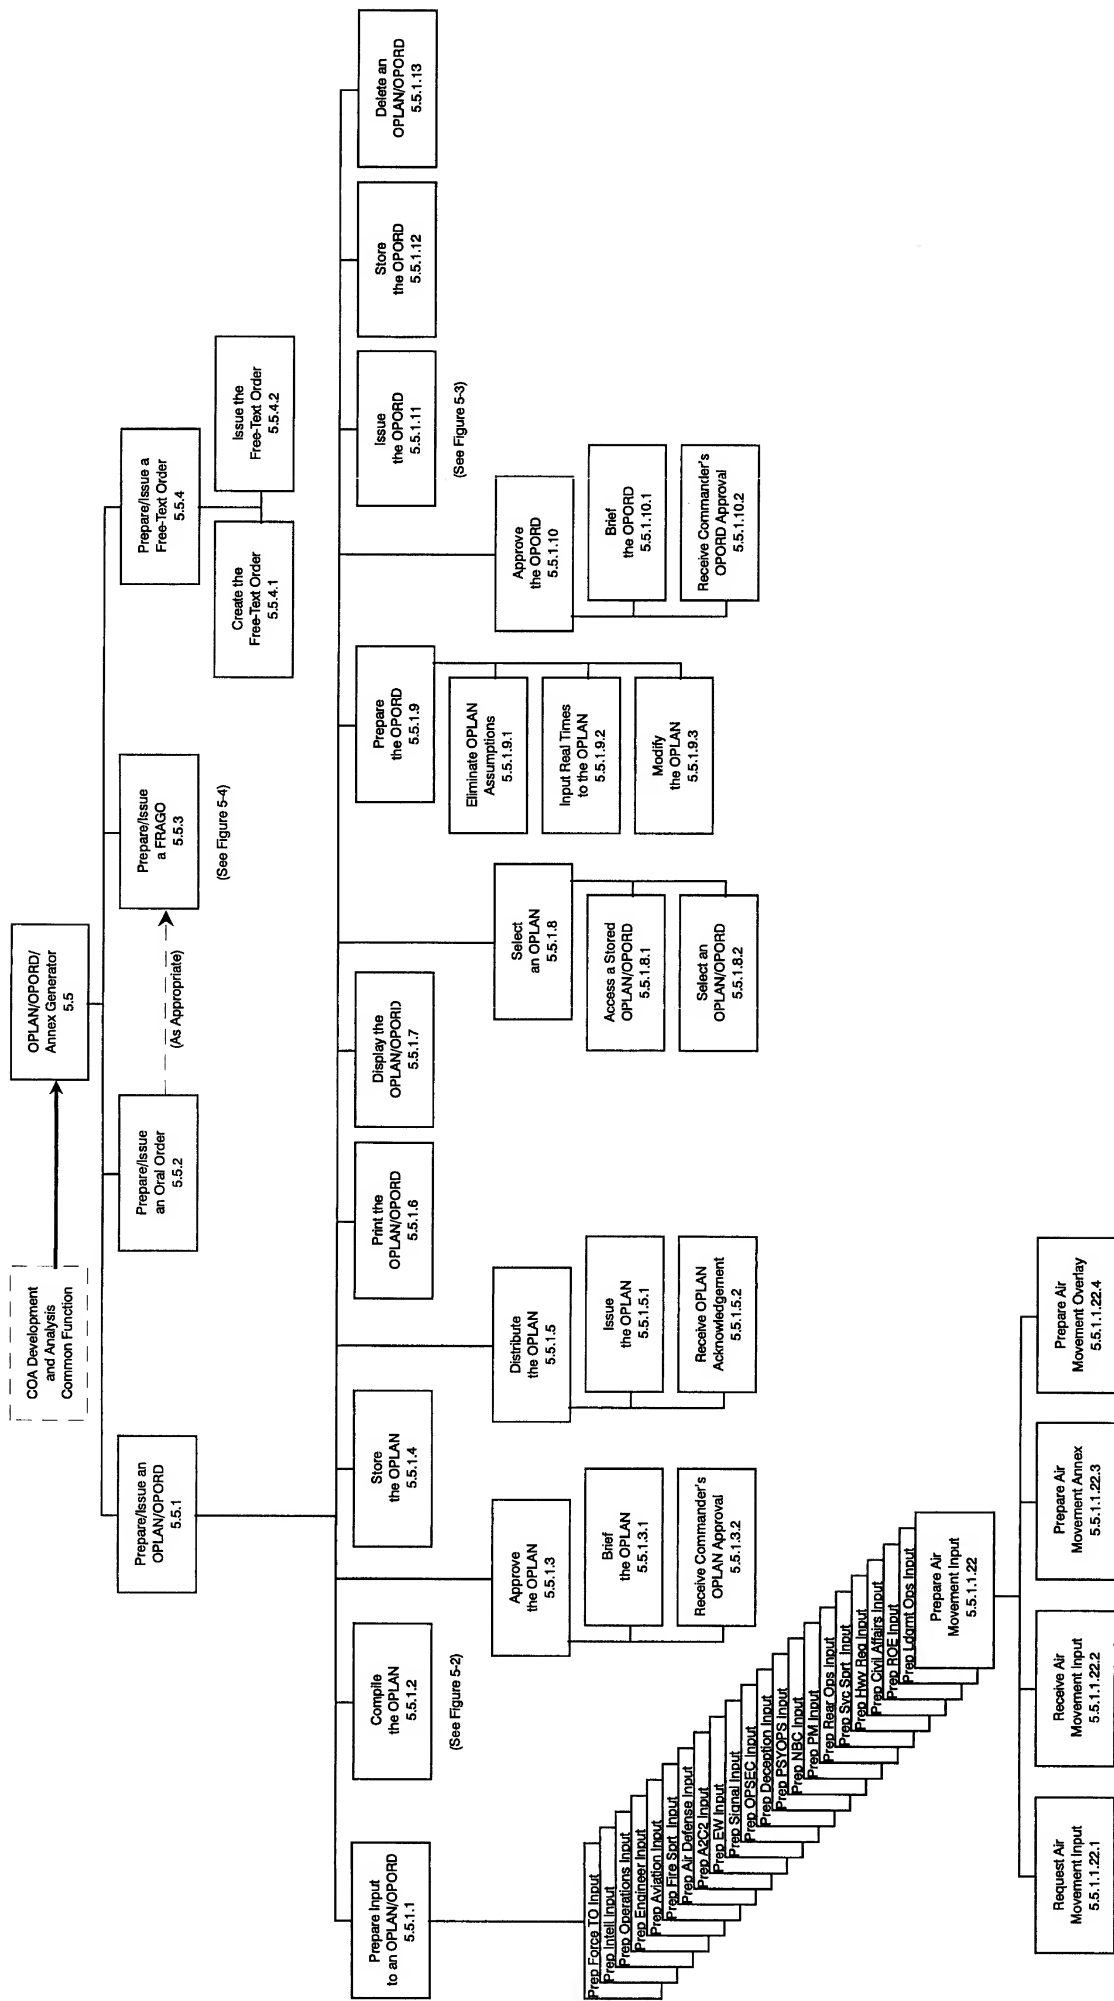 COA Development
and Analysis
Common Function
OPLAN/OPORD/
Annex Generator
5.5
Prepare/Issue an
OPLAN/OPORD
5.5.1
Prepare/Issue
an Oral Order
5.5.2
(As Appropriate)
Prepare/Issue
a FRAGO
5.5.3
(See Figure 5-4)
Prepare/Issue a
Free-Text Order
5.5.4
Create the
Free-Text Order
5.5.4.1
Issue the
Free-Text Order
5.5.4.2
Prepare Input
to an OPLAN/OPORD
5.5.1.1
Compile
the OPLAN
5.5.1.2
(See Figure 5-2)
Approve
the OPLAN
5.5.1.3
Brief
the OPLAN
5.5.1.3.1
Receive Commander's
OPLAN Approval
5.5.1.3.2
Store
the OPLAN
5.5.1.4
Distribute
the OPLAN
5.5.1.5
Issue
the OPLAN
5.5.1.5.1
Receive OPLAN
Acknowledgement
5.5.1.5.2
Print the
OPLAN/OPORD
5.5.1.6
Display the
OPLAN/OPORD
5.5.1.7
Select
an OPLAN
5.5.1.8
Access a Stored
OPLAN/OPORD
5.5.1.8.1
Select an
OPLAN/OPORD
5.5.1.8.2
Prepare
the OPORD
5.5.1.9
Eliminate OPLAN
Assumptions
5.5.1.9.1
Input Real Times
to the OPLAN
5.5.1.9.2
Modify
the OPLAN
5.5.1.9.3
Approve
the OPORD
5.5.1.10
Brief
the OPORD
5.5.1.10.1
Receive Commander's
OPORD Approval
5.5.1.10.2
Issue
the OPORD
5.5.1.11
(See Figure 5-3)
Store
the OPORD
5.5.1.12
Delete an
OPLAN/OPORD
5.5.1.13
Prep Force TO Input
Prep Intell Input
Prep Operations Input
Prep Engineer Input
Prep Aviation Input
Prep Fire Sprt Input
Prep Air Defense Input
Prep A2C2 Input
Prep EW Input
Prep Signal Input
Prep OPSEC Input
Prep Deception Input
Prep PSYOPS Input
Prep NBC Input
Prep PM Input
Prep Rear Ops Input
Prep Svc Sprt Input
Prep Hwy Reg Input
Prep Civil Affairs Input
Prep ROE Input
Prep Ldgmt Ops Input
Prepare Air
Movement Input
5.5.1.1.22
Request Air
Movement Input
5.5.1.1.22.1
Receive Air
Movement Input
5.5.1.1.22.2
Prepare Air
Movement Annex
5.5.1.1.22.3
Prepare Air
Movement Overlay
5.5.1.1.22.4